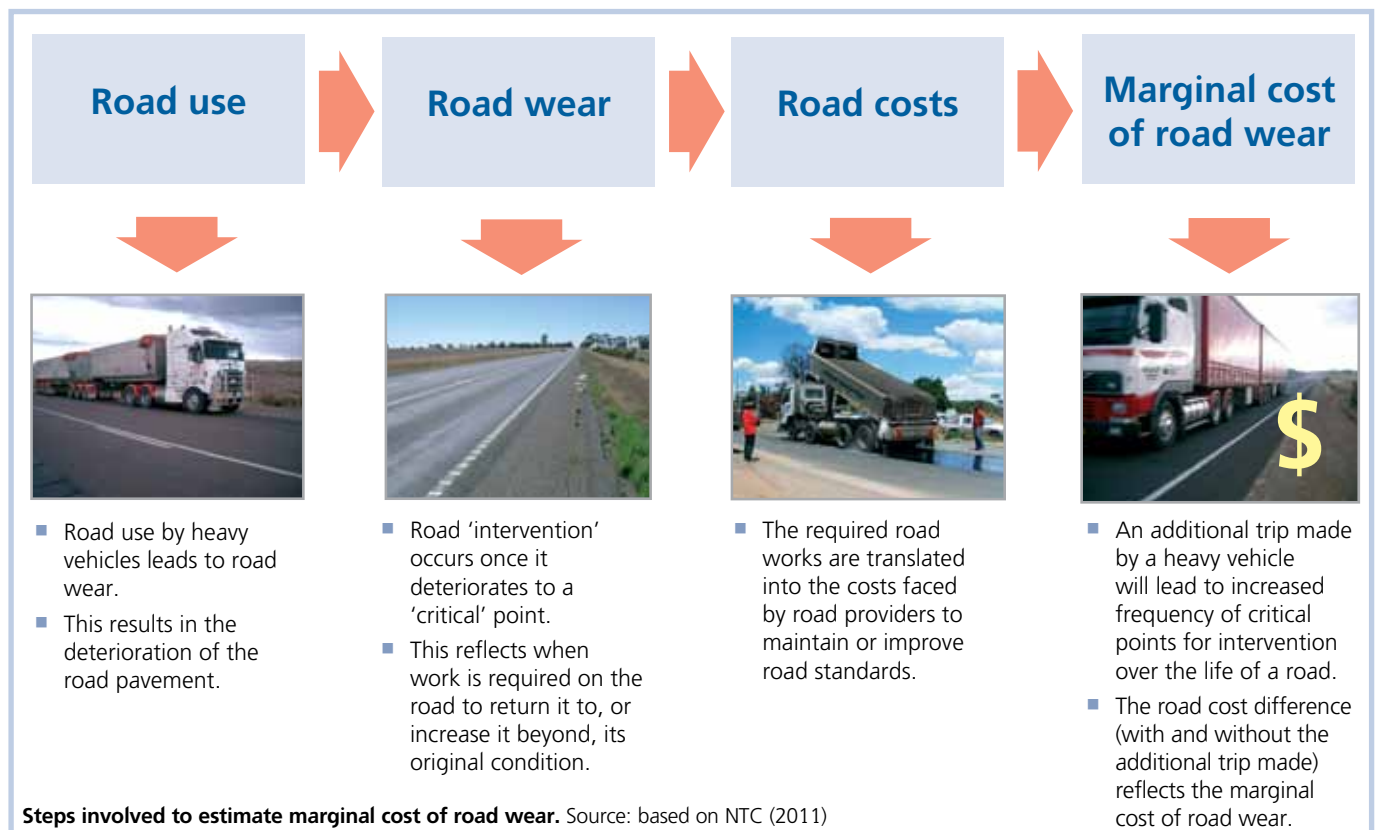 Road use
Road wear
Road costs
Marginal cost
of road wear
$
■ Road use by heavy
vehicles leads to road
wear.
■ This results in the
deterioration of the
road pavement.
■ Road ‘intervention’
occurs once it
deteriorates to a
‘critical’ point.
■ This reflects when
work is required on the
road to return it to, or
increase it beyond, its
original condition.
■ The required road
works are translated
into the costs faced
by road providers to
maintain or improve
road standards.
■ An additional trip made
by a heavy vehicle
will lead to increased
frequency of critical
points for intervention
over the life of a road.
■ The road cost difference
(with and without the
additional trip made)
reflects the marginal
cost of road wear.
Steps involved to estimate marginal cost of road wear. Source: based on NTC (2011)